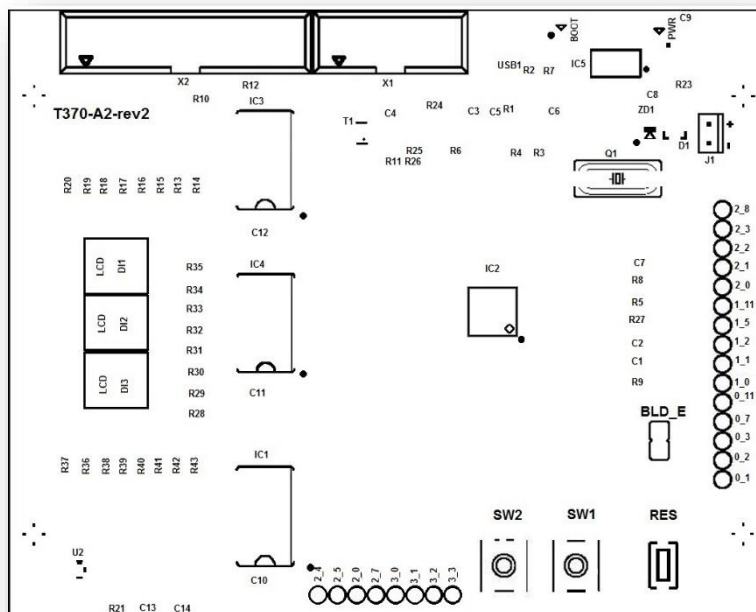 C9
BOOT
PWR
USB1 R2 R7 IC5
X2 R12 X1
R10 IC3
C8 R23
T370-A2-rev2
T1 C4 R24 C3 C5 R1 C6 ZD1
+
-
D1 J1
R25 R6 R4 R3 Q1
R11 R26
R20 R19 R18 R17 R16 R15 R13 R14
C12
LCD DI1
LCD DI2
LCD DI3
R35
R34
R33
R32
R31
R30
R29
R28
IC4
C11
IC2
C7
R8
R5
R27
C2
C1
R9
BLD_E
2_8
2_3
2_2
2_1
2_0
1_11
1_5
1_2
1_1
1_0
0_11
0_7
0_3
0_2
0_1
R37 R36 R38 R39 R40 R41 R42 R43
IC1
C10
U2
R21 C13 C14
2_4 2_5 2_0 2_7 3_0 3_1 3_2 3_3
SW2 SW1 RES